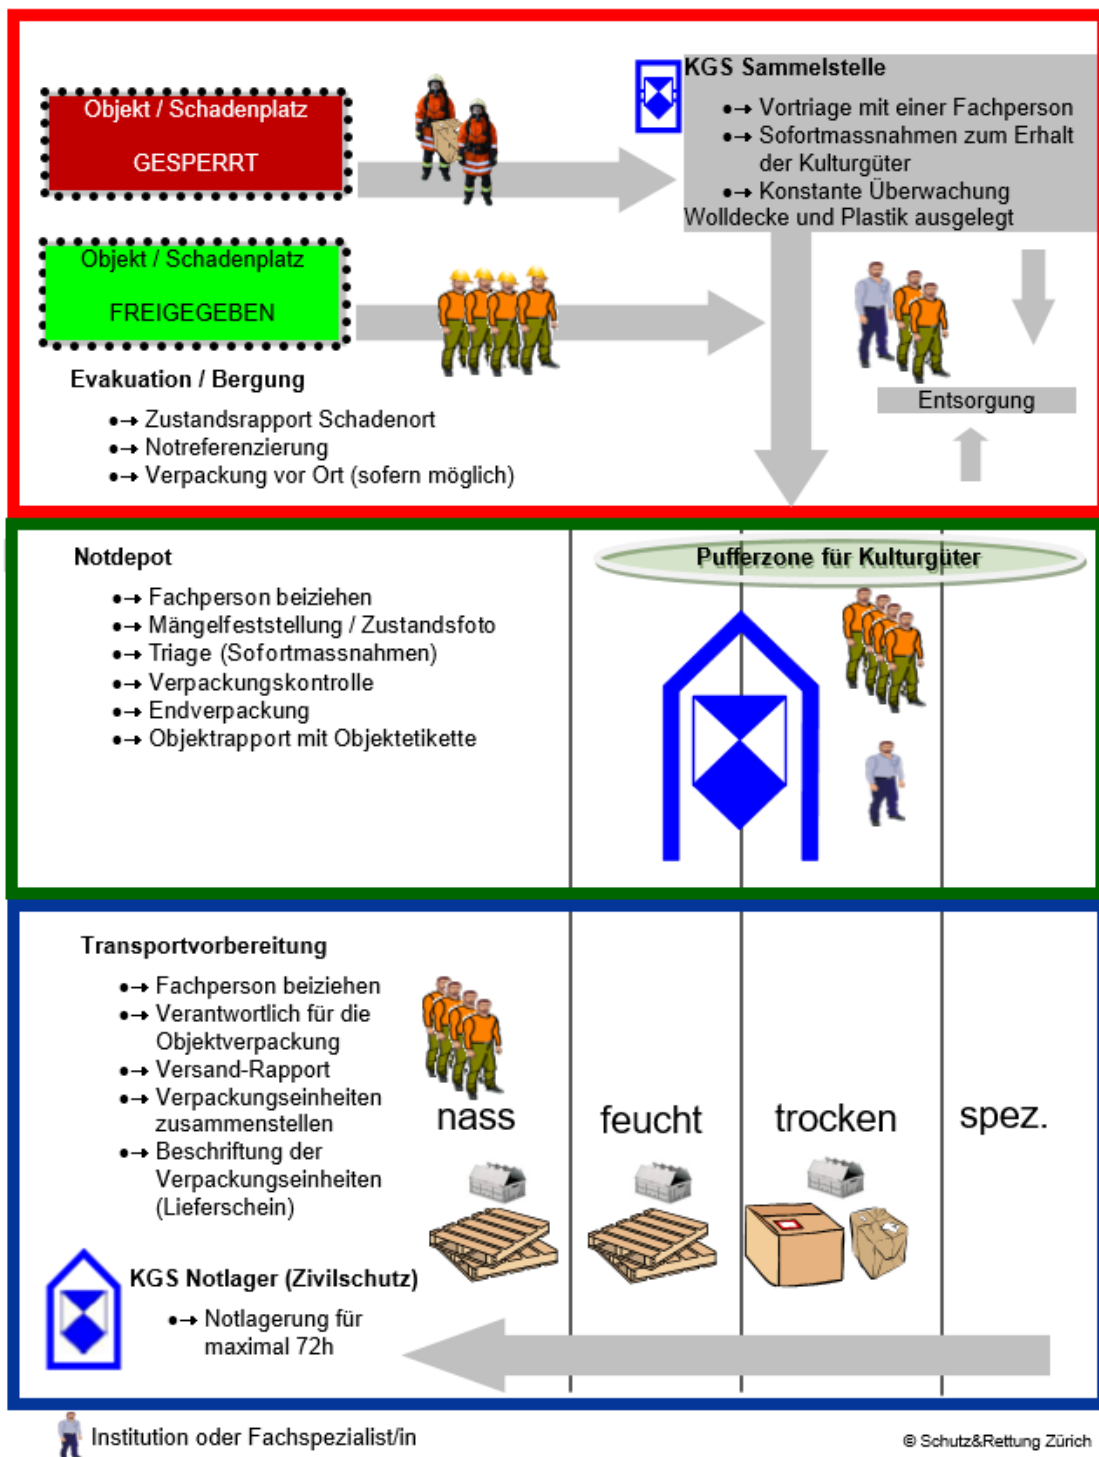 Objekt / Schadenplatz
GESPERRT
KGS Sammelstelle
Vortriage mit einer Fachperson
Sofortmassnahmen zum Erhalt
der Kulturgüter
Konstante Überwachung
Wolldecke und Plastik ausgelegt
Objekt / Schadenplatz
FREIGEGEBEN
Entsorgung
Evakuation / Bergung
Zustandsrapport Schadenort
Notreferenzierung
Verpackung vor Ort (sofern möglich)
Notdepot
Fachperson beiziehen
Mängelfeststellung / Zustandsfoto
Triage (Sofortmassnahmen)
Verpackungskontrolle
Endverpackung
Objektrapport mit Objektetikette
Pufferzone für Kulturgüter
Transportvorbereitung
Fachperson beiziehen
Verantwortlich für die
Objektverpackung
Versand-Rapport
Verpackungseinheiten
zusammenstellen
Beschriftung der
Verpackungseinheiten
(Lieferschein)
nass
feucht
trocken
spez.
KGS Notlager (Zivilschutz)
Notlagerung für
maximal 72h
Institution oder Fachspezialist/in
© Schutz&Rettung Zürich